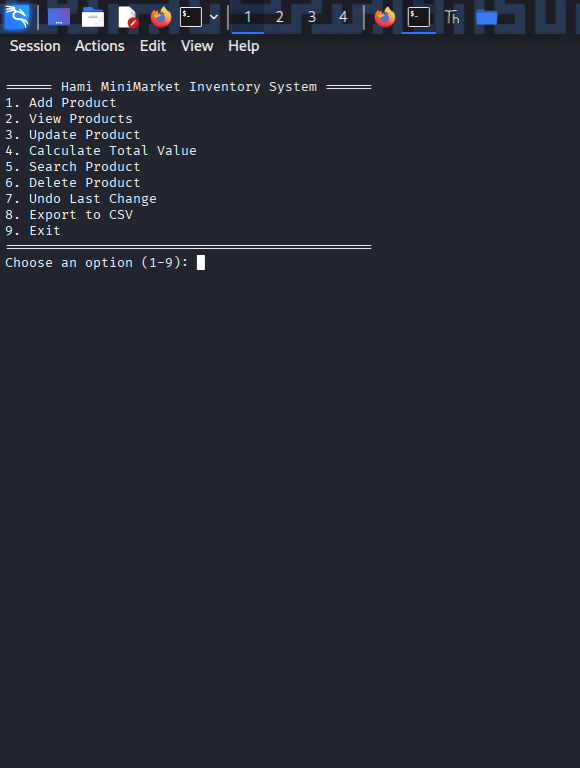 1 2 3 4
Session Actions Edit View Help
====== Hami MiniMarket Inventory System ======
1. Add Product
2. View Products
3. Update Product
4. Calculate Total Value
5. Search Product
6. Delete Product
7. Undo Last Change
8. Export to CSV
9. Exit
==============================================
Choose an option (1-9):